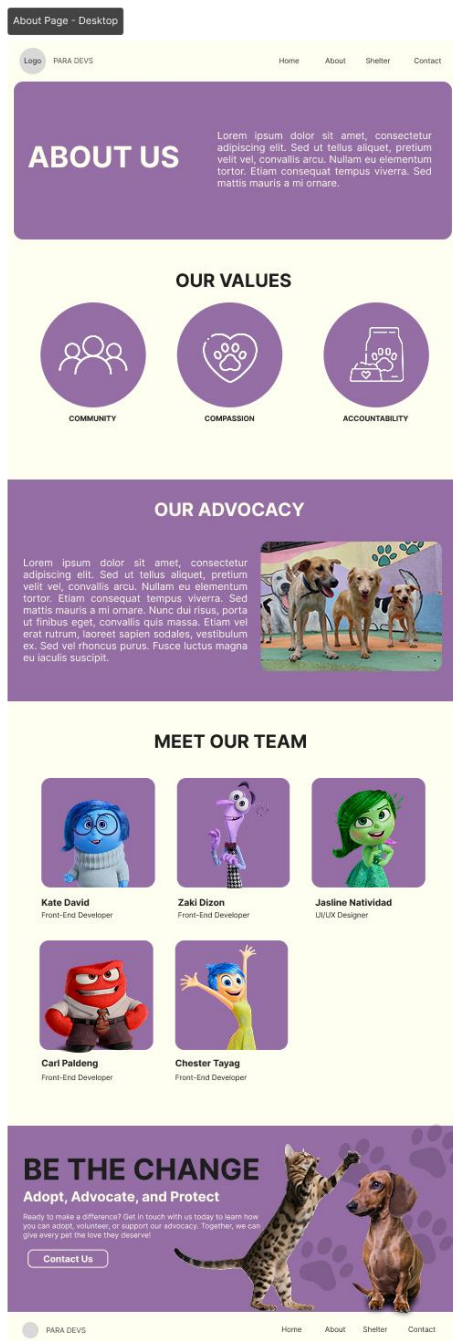 About Page - Desktop
Logo PARA DEVS Home About Shelter Contact
ABOUT US
Lorem ipsum dolor sit amet, consectetur
adipiscing elit. Sed ut tellus aliquet, pretium
velit vel, convallis arcu. Nullam eu elementum
tortor. Etiam consequat tempus viverra. Sed
mattis mauris a mi ornare.
OUR VALUES
COMMUNITY COMPASSION ACCOUNTABILITY
OUR ADVOCACY
Lorem ipsum dolor sit amet, consectetur
adipiscing elit. Sed ut tellus aliquet, pretium
velit vel, convallis arcu. Nullam eu elementum
tortor. Etiam consequat tempus viverra. Sed
mattis mauris a mi ornare. Nunc dui risus, porta
ut finibus eget, convallis quis massa. Etiam vel
erat rutrum, laoreet sapien sodales, vestibulum
ex. Sed vel rhoncus purus. Fusce luctus magna
eu iaculis suscipit.
MEET OUR TEAM
Kate David
Front-End Developer
Zaki Dizon
Front-End Developer
Jasline Natividad
UI/UX Designer
Carl Paldeng
Front-End Developer
Chester Tayag
Front-End Developer
BE THE CHANGE
Adopt, Advocate, and Protect
Ready to make a difference? Get in touch with us today to learn how
you can adopt, volunteer, or support our advocacy. Together, we can
give every pet the love they deserve!
Contact Us
PARA DEVS Home About Shelter Contact